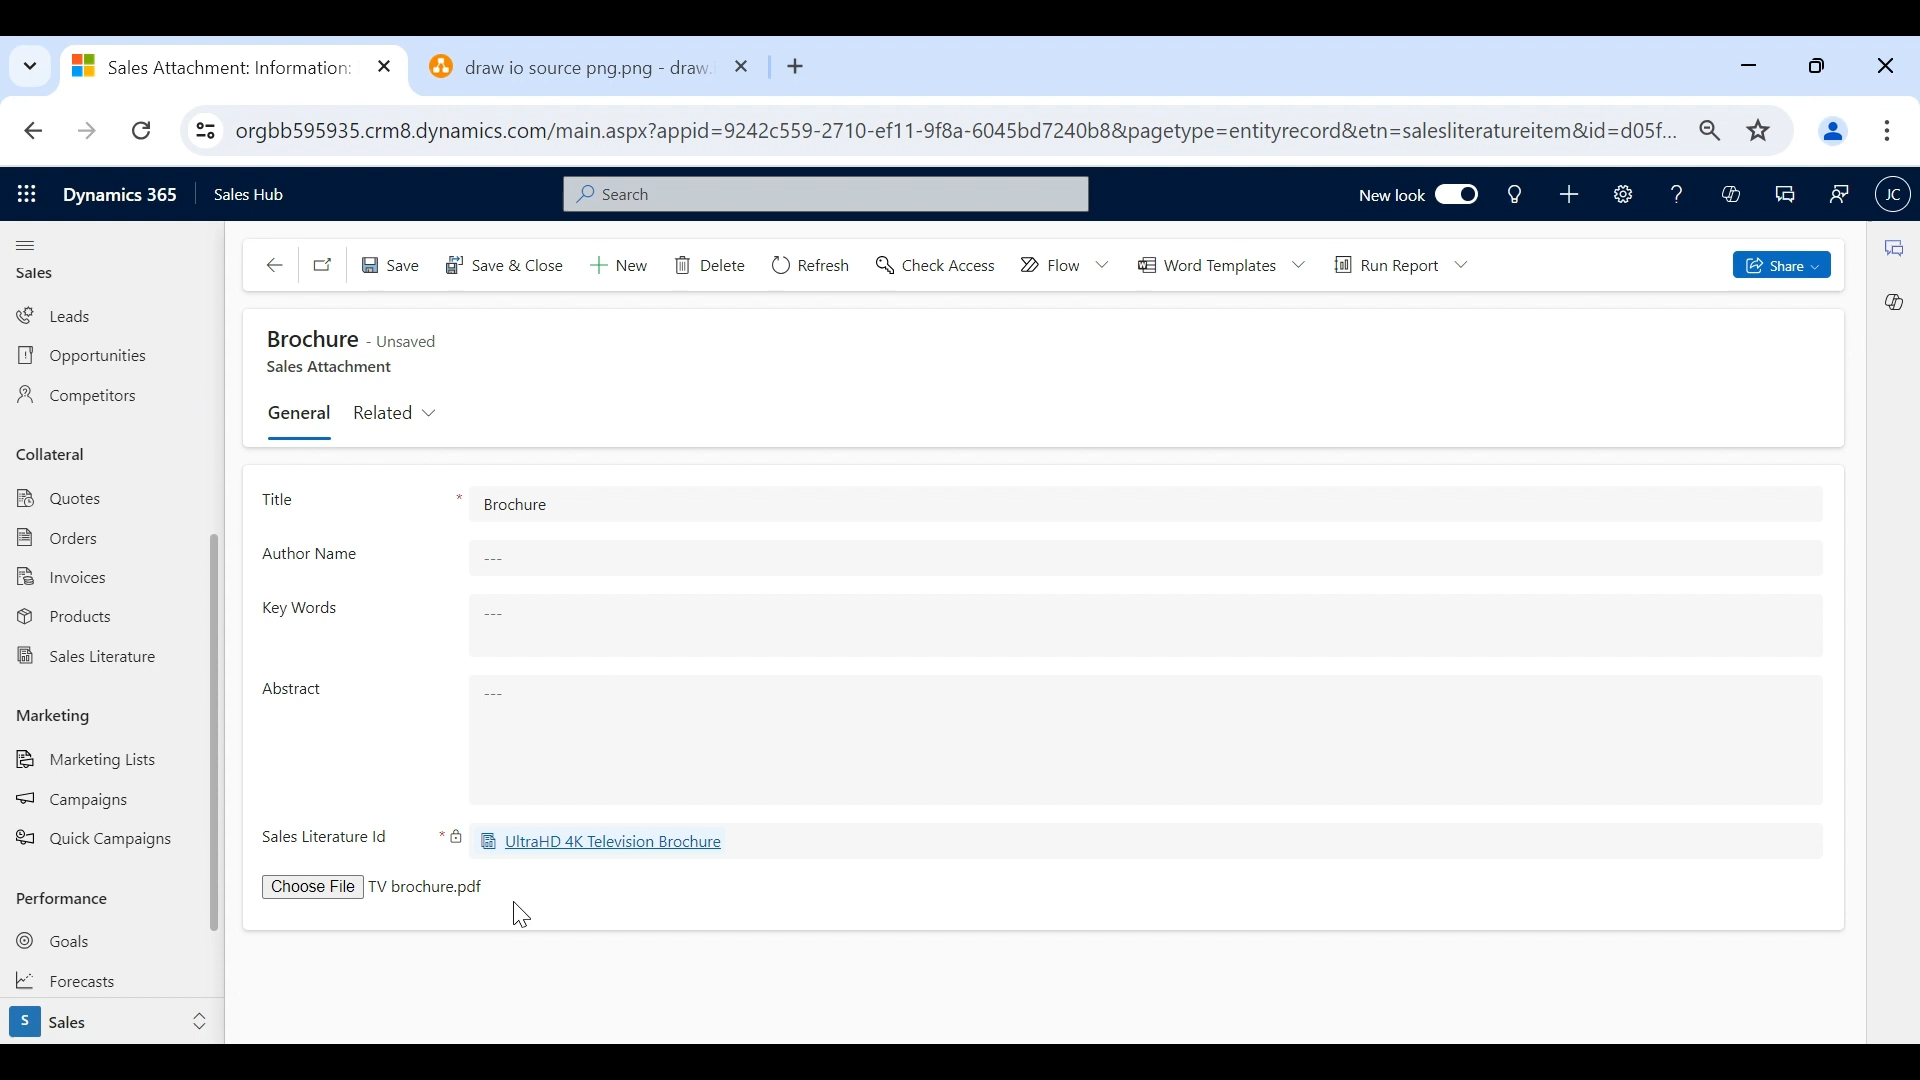 Sales Attachment: Information:
draw io source png.png - draw.
orgbb595935.crm8.dynamics.com/main.aspx?appid=9242c559-2710-ef11-9f8a-6045bd7240b8&pagetype=entityrecord&etn=salesliteratureitem&id=d05f...
Dynamics 365
Sales Hub
Search
New look
JC
Sales
Leads
Opportunities
Competitors
Collateral
Quotes
Orders
Invoices
Products
Sales Literature
Marketing
Marketing Lists
Campaigns
Quick Campaigns
Performance
Goals
Forecasts
S Sales
Save
Save & Close
New
Delete
Refresh
Check Access
Flow
Word Templates
Run Report
Share
Brochure - Unsaved
Sales Attachment
General Related
Title * Brochure
Author Name ---
Key Words ---
Abstract ---
Sales Literature Id * UltraHD 4K Television Brochure
Choose File TV brochure.pdf